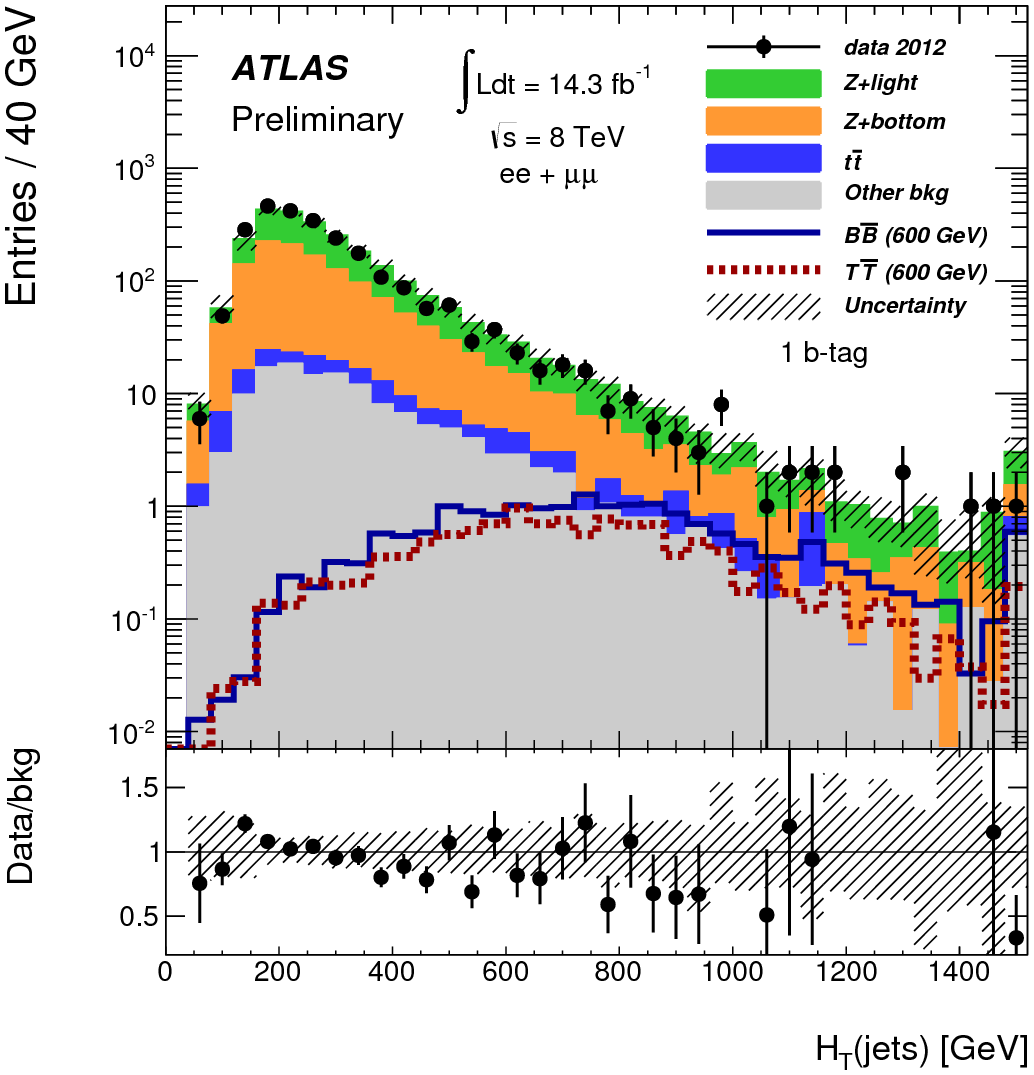 Entries / 40 GeV
10⁴
10³
10²
10
1
10⁻¹
10⁻²
ATLAS
Preliminary
∫ Ldt = 14.3 fb⁻¹
√s = 8 TeV
ee + μμ
data 2012
Z+light
Z+bottom
tt̅
Other bkg
BB̅ (600 GeV)
TT̅ (600 GeV)
Uncertainty
1 b-tag
Data/bkg
1.5
1
0.5
0 200 400 600 800 1000 1200 1400
H_T(jets) [GeV]